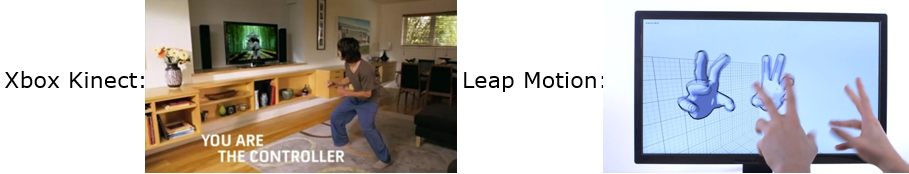 Xbox Kinect:
YOU ARE
THE CONTROLLER
Leap Motion: